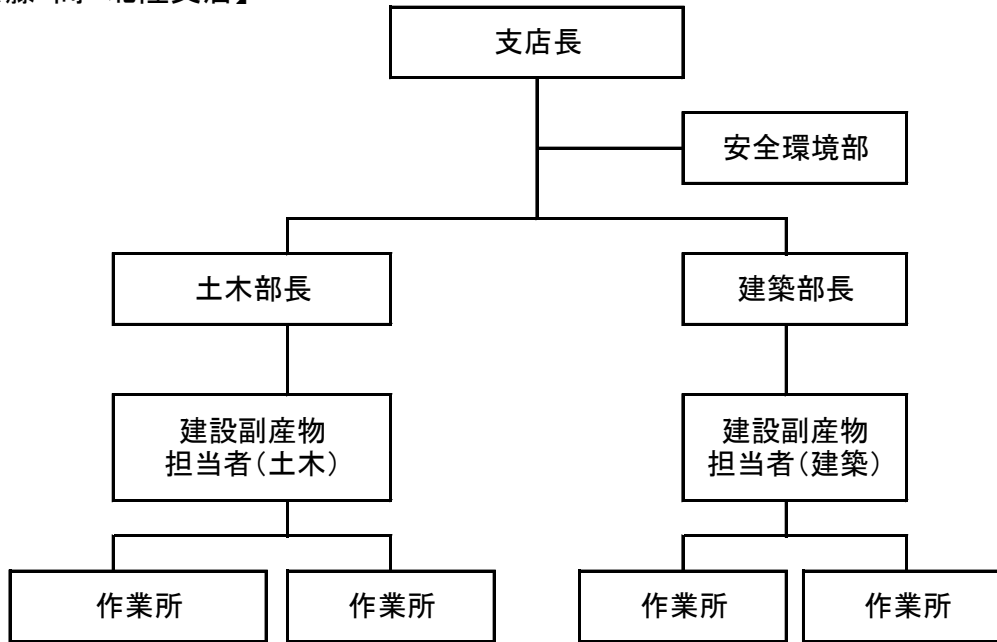 支店】
支店長
安全環境部
土木部長
建築部長
建設副産物
担当者(土木)
建設副産物
担当者(建築)
作業所
作業所
作業所
作業所